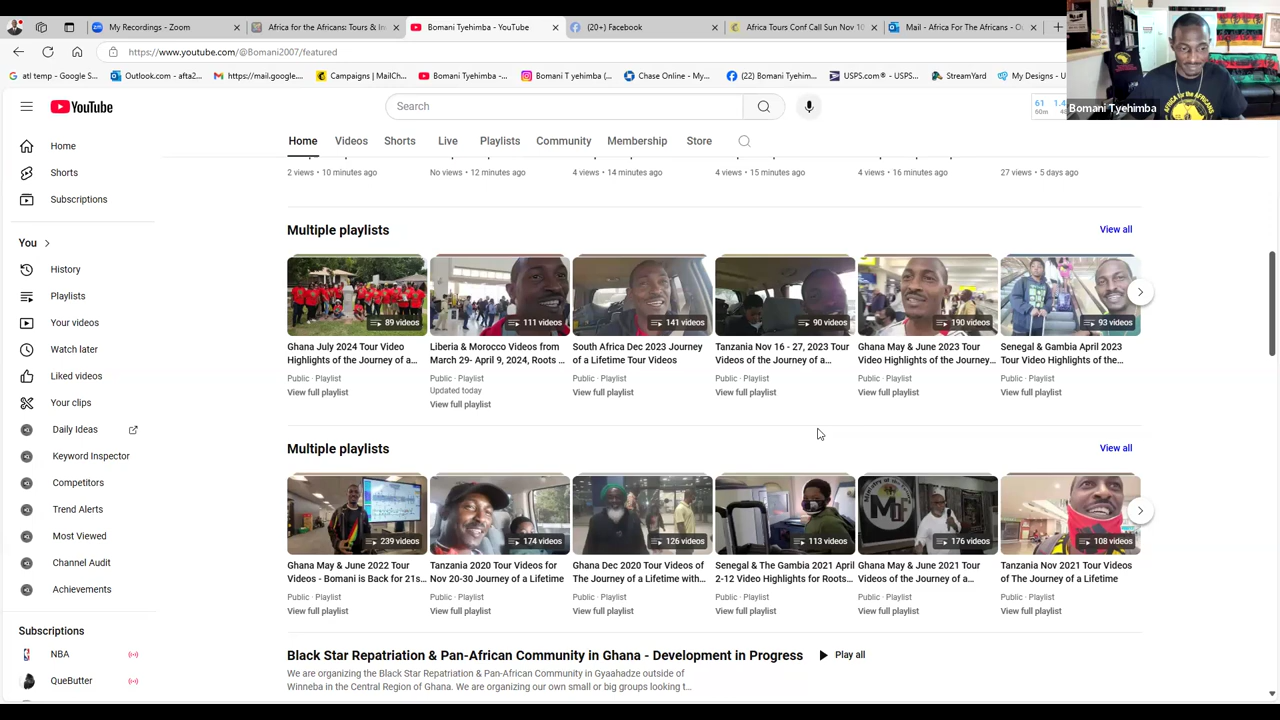 My Recordings - Zoom
Africa for the Africans: Tour
Bomani Tyehimba - YouTube
(20+) Facebook
Africa Tours Conf Call Sun Nov 10
Mail - Africa For The Africans - O
https://www.youtube.com/@Bomani2007/featured
atl temp - Google S...
Outlook.com - afta2...
https://mail.google...
Campaigns | MailCh...
Bomani Tyehimba -...
Bomani T yehimba (...
Chase Online - My...
(22) Bomani Tyehim...
USPS.com® - USPS...
StreamYard
My Designs - U
Bomani Tyehimba
YouTube
Search
61
60m
Home
Videos
Shorts
Live
Playlists
Community
Membership
Store
Home
Shorts
Subscriptions
You
History
Playlists
Your videos
Watch later
Liked videos
Your clips
Daily Ideas
Keyword Inspector
Competitors
Trend Alerts
Most Viewed
Channel Audit
Achievements
Subscriptions
NBA
QueButter
2 views • 10 minutes ago
No views • 12 minutes ago
4 views • 14 minutes ago
4 views • 15 minutes ago
4 views • 16 minutes ago
27 views • 5 days ago
Multiple playlists
View all
89 videos
111 videos
141 videos
90 videos
190 videos
93 videos
Ghana July 2024 Tour Video
Highlights of the Journey of a...
Public · Playlist
View full playlist
Liberia & Morocco Videos from
March 29- April 9, 2024, Roots ...
Public · Playlist
Updated today
View full playlist
South Africa Dec 2023 Journey
of a Lifetime Tour Videos
Public · Playlist
View full playlist
Tanzania Nov 16 - 27, 2023 Tour
Videos of the Journey of a...
Public · Playlist
View full playlist
Ghana May & June 2023 Tour
Video Highlights of the Journey...
Public · Playlist
View full playlist
Senegal & Gambia April 2023
Tour Video Highlights of the...
Public · Playlist
View full playlist
Multiple playlists
View all
239 videos
174 videos
126 videos
113 videos
176 videos
108 videos
Ghana May & June 2022 Tour
Videos - Bomani is Back for 21s...
Public · Playlist
View full playlist
Tanzania 2020 Tour Videos for
Nov 20-30 Journey of a Lifetime
Public · Playlist
View full playlist
Ghana Dec 2020 Tour Videos of
The Journey of a Lifetime with...
Public · Playlist
View full playlist
Senegal & The Gambia 2021 April
2-12 Video Highlights for Roots...
Public · Playlist
View full playlist
Ghana May & June 2021 Tour
Videos of the Journey of a...
Public · Playlist
View full playlist
Tanzania Nov 2021 Tour Videos
of The Journey of a Lifetime
Public · Playlist
View full playlist
Black Star Repatriation & Pan-African Community in Ghana - Development in Progress
Play all
We are organizing the Black Star Repatriation & Pan-African Community in Gyaahadze outside of
Winneba in the Central Region of Ghana. We are organizing our own small or big groups looking t...